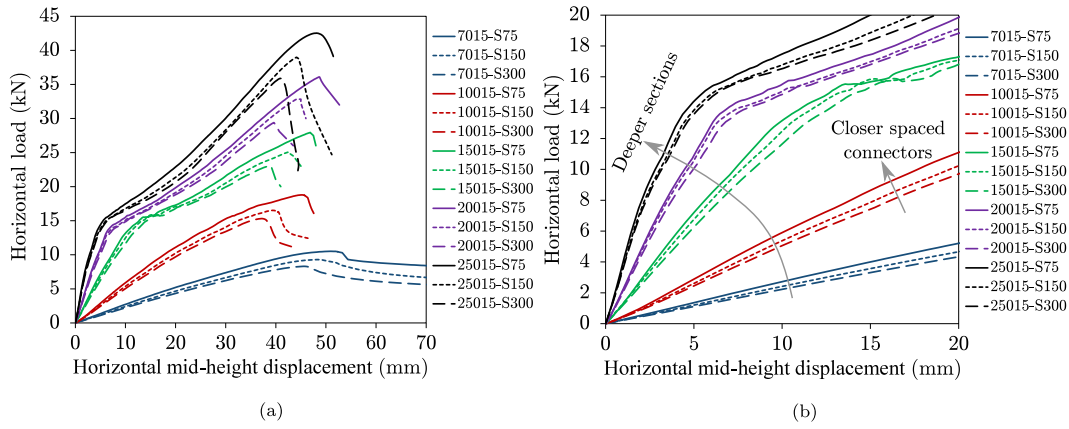 45
40
35
30
25
20
15
10
5
0
0 10 20 30 40 50 60 70
Horizontal load (kN)
Horizontal mid-height displacement (mm)
7015-S75
7015-S150
7015-S300
10015-S75
10015-S150
10015-S300
15015-S75
15015-S150
15015-S300
20015-S75
20015-S150
20015-S300
25015-S75
25015-S150
25015-S300
(a)
20
18
16
14
12
10
8
6
4
2
0
0 5 10 15 20
Horizontal load (kN)
Horizontal mid-height displacement (mm)
Deeper sections
Closer spaced
connectors
7015-S75
7015-S150
7015-S300
10015-S75
10015-S150
10015-S300
15015-S75
15015-S150
15015-S300
20015-S75
20015-S150
20015-S300
25015-S75
25015-S150
25015-S300
(b)